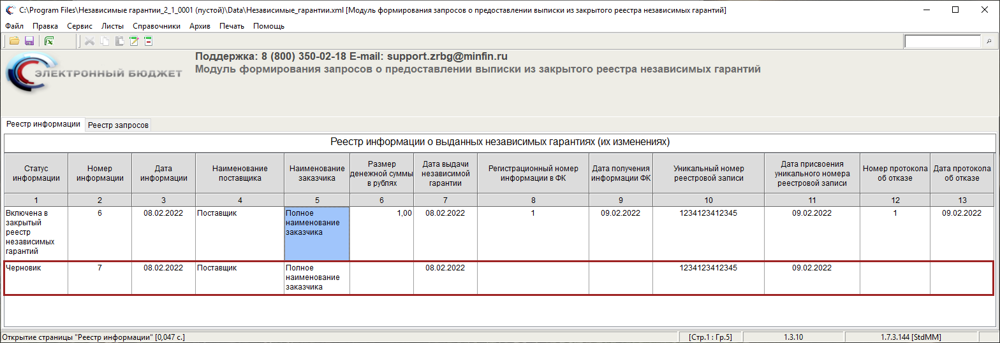 C:\Program Files\Независимые гарантии_2_1_0001 (пустой)\Data\Независимые_гарантии.xml [Модуль формирования запросов о предоставлении выписки из закрытого реестра независимых гарантий]
Файл Правка Сервис Листы Справочники Архив Печать Помощь
ЭЛЕКТРОННЫЙ БЮДЖЕТ
Поддержка: 8 (800) 350-02-18 E-mail: support.zrbg@minfin.ru
Модуль формирования запросов о предоставлении выписки из закрытого реестра независимых гарантий
Реестр информации Реестр запросов
Реестр информации о выданных независимых гарантиях (их изменениях)
Статус информации
Номер информации
Дата информации
Наименование поставщика
Наименование заказчика
Размер денежной суммы в рублях
Дата выдачи независимой гарантии
Регистрационный номер информации в ФК
Дата получения информации ФК
Уникальный номер реестровой записи
Дата присвоения уникального номера реестровой записи
Номер протокола об отказе
Дата протокола об отказе
1 2 3 4 5 6 7 8 9 10 11 12 13
Включена в закрытый реестр независимых гарантий 6 08.02.2022 Поставщик Полное наименование заказчика 1,00 08.02.2022 1 09.02.2022 1234123412345 09.02.2022 1 09.02.2022
Черновик 7 08.02.2022 Поставщик Полное наименование заказчика 08.02.2022 1234123412345 09.02.2022
Открытие страницы "Реестр информации" [0,047 с.] [Стр.1 : Гр.5] 1.3.10 1.7.3.144 [StdMM]